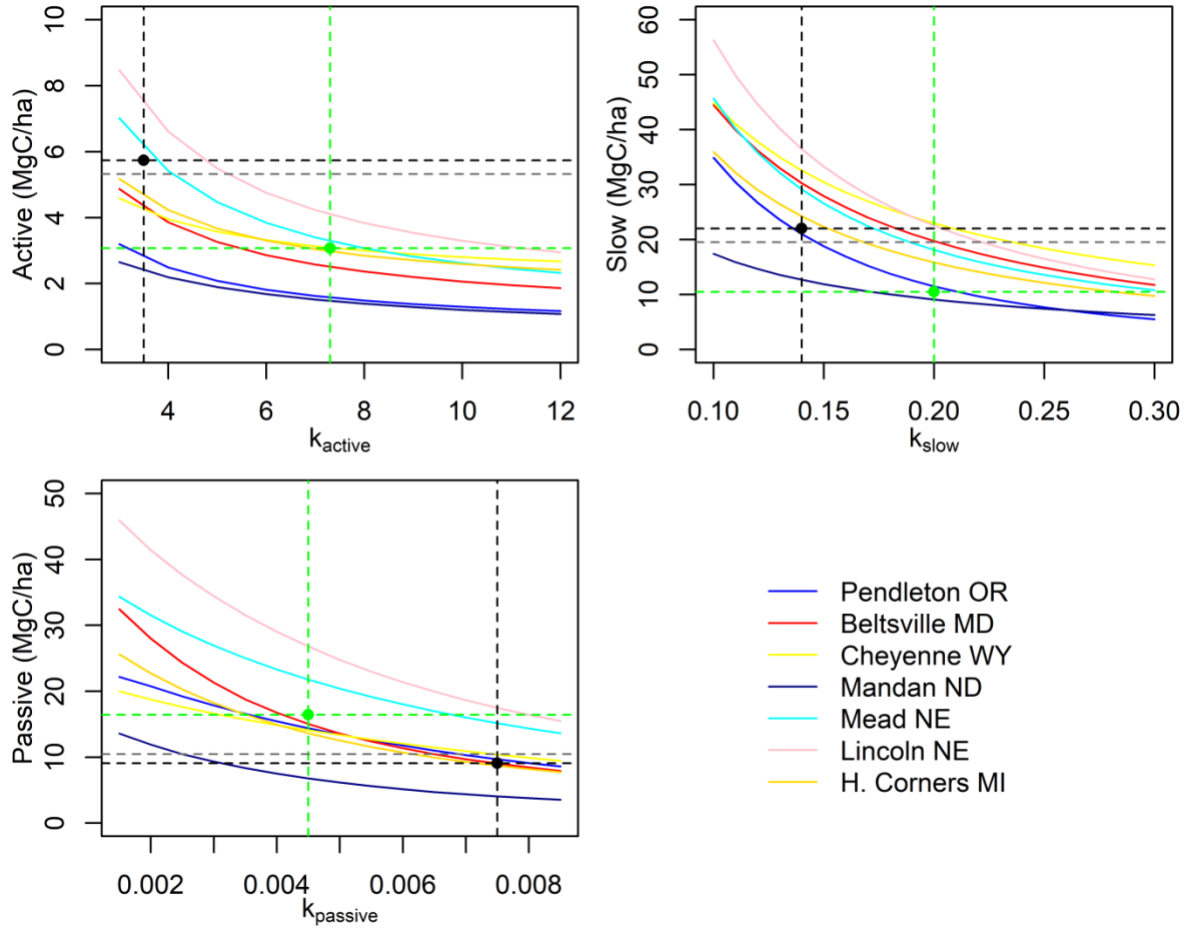 Active (MgC/ha)
0 2 4 6 8 10
4 6 8 10 12
k_active
Slow (MgC/ha)
0 10 20 30 40 50 60
0.10 0.15 0.20 0.25 0.30
k_slow
Passive (MgC/ha)
0 10 20 30 40 50
0.002 0.004 0.006 0.008
k_passive
Pendleton OR
Beltsville MD
Cheyenne WY
Mandan ND
Mead NE
Lincoln NE
H. Corners MI